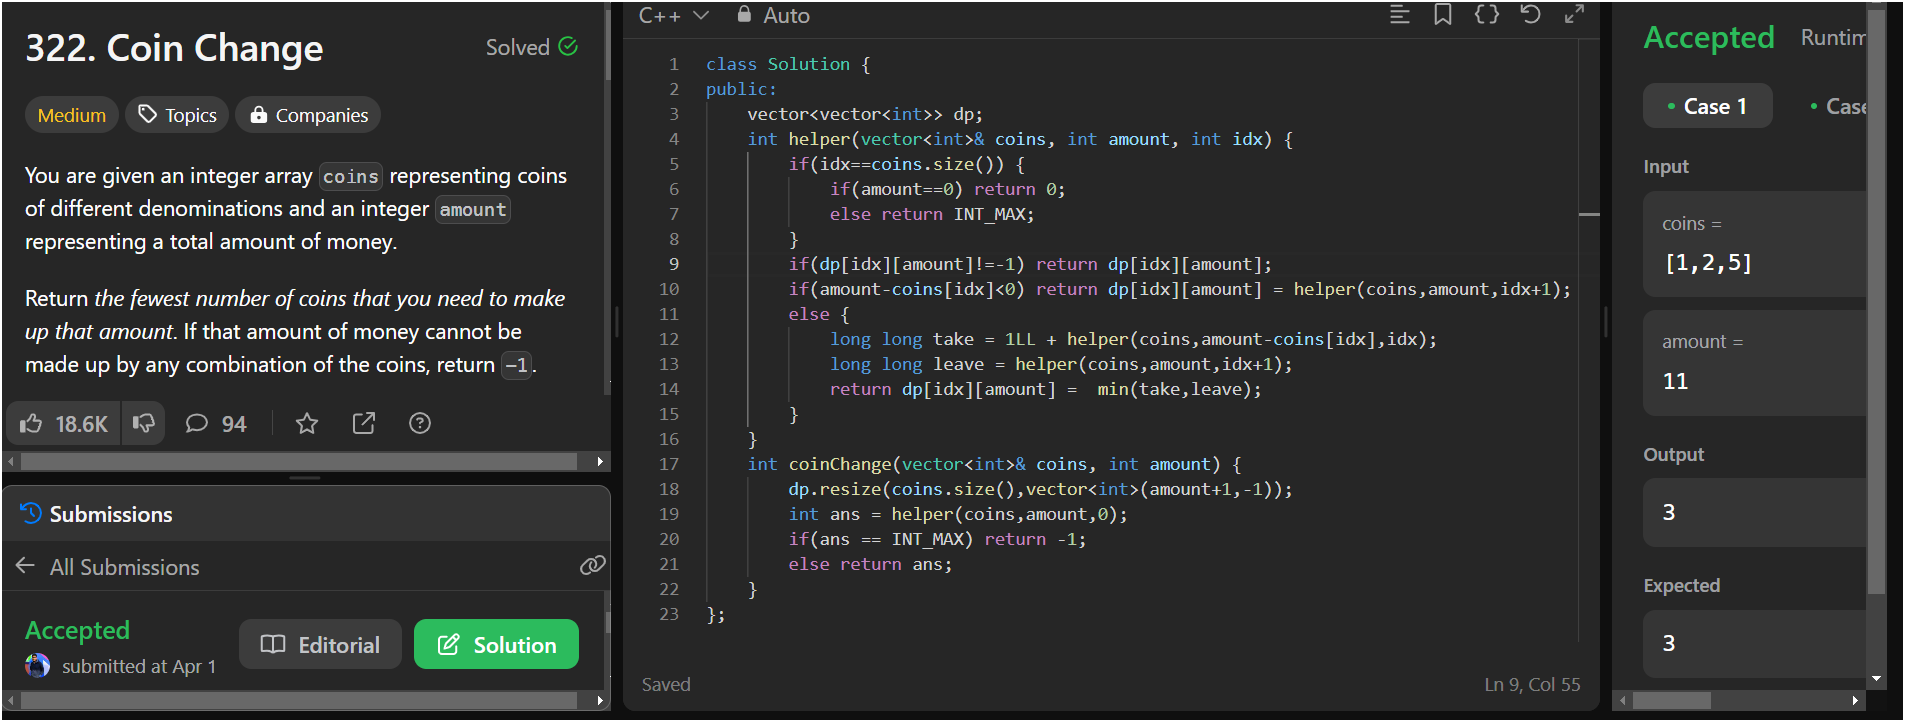 322. Coin Change
Solved
Medium
Topics
Companies
You are given an integer array coins representing coins
of different denominations and an integer amount
representing a total amount of money.
Return the fewest number of coins that you need to make
up that amount. If that amount of money cannot be
made up by any combination of the coins, return -1.
18.6K
94
Submissions
All Submissions
Accepted
submitted at Apr 1
Editorial
Solution
C++
Auto
1 class Solution {
2 public:
3     vector<vector<int>> dp;
4     int helper(vector<int>& coins, int amount, int idx) {
5         if(idx==coins.size()) {
6             if(amount==0) return 0;
7             else return INT_MAX;
8         }
9         if(dp[idx][amount]!=-1) return dp[idx][amount];
10         if(amount-coins[idx]<0) return dp[idx][amount] = helper(coins,amount,idx+1);
11         else {
12             long long take = 1LL + helper(coins,amount-coins[idx],idx);
13             long long leave = helper(coins,amount,idx+1);
14             return dp[idx][amount] =  min(take,leave);
15         }
16     }
17     int coinChange(vector<int>& coins, int amount) {
18         dp.resize(coins.size(),vector<int>(amount+1,-1));
19         int ans = helper(coins,amount,0);
20         if(ans == INT_MAX) return -1;
21         else return ans;
22     }
23 };
Saved
Ln 9, Col 55
Accepted
Runtim
Case 1
Case
Input
coins =
[1,2,5]
amount =
11
Output
3
Expected
3